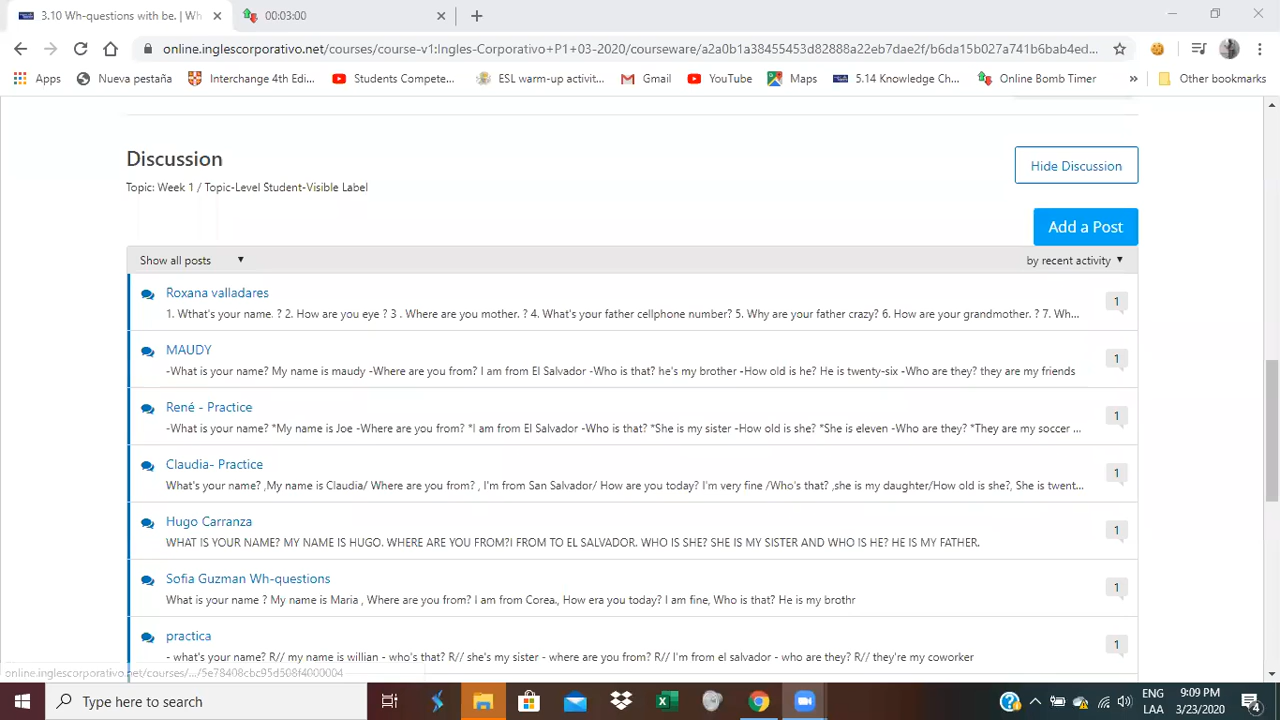 3.10 Wh-questions with be. | Wh
00:03:00
online.inglescorporativo.net/courses/course-v1:Ingles-Corporativo+P1+03-2020/courseware/a2a0b1a38455453d82888a22eb7dae2f/b6da15b027a741b6bab4ed...
Apps
Nueva pestaña
Interchange 4th Edi...
Students Compete...
ESL warm-up activit...
Gmail
YouTube
Maps
5.14 Knowledge Ch...
Online Bomb Timer
»
Other bookmarks
Discussion
Hide Discussion
Topic: Week 1 / Topic-Level Student-Visible Label
Add a Post
Show all posts
by recent activity
Roxana valladares
1
1. Wthat's your name. ? 2. How are you eye ? 3 . Where are you mother. ? 4. What's your father cellphone number? 5. Why are your father crazy? 6. How are your grandmother. ? 7. Wh...
MAUDY
1
-What is your name? My name is maudy -Where are you from? I am from El Salvador -Who is that? he's my brother -How old is he? He is twenty-six -Who are they? they are my friends
René - Practice
1
-What is your name? *My name is Joe -Where are you from? *I am from El Salvador -Who is that? *She is my sister -How old is she? *She is eleven -Who are they? *They are my soccer ...
Claudia- Practice
1
What's your name? ,My name is Claudia/ Where are you from? , I'm from San Salvador/ How are you today? I'm very fine /Who's that? ,she is my daughter/How old is she?, She is twent...
Hugo Carranza
1
WHAT IS YOUR NAME? MY NAME IS HUGO. WHERE ARE YOU FROM?I FROM TO EL SALVADOR. WHO IS SHE? SHE IS MY SISTER AND WHO IS HE? HE IS MY FATHER.
Sofia Guzman Wh-questions
1
What is your name ? My name is Maria , Where are you from? I am from Corea., How era you today? I am fine, Who is that? He is my brothr
practica
1
- what's your name? R// my name is willian - who's that? R// she's my sister - where are you from? R// I'm from el salvador - who are they? R// they're my coworker
online.inglescorporativo.net/courses/.../5e78408cbc95d508f4000004
Type here to search
ENG
LAA
9:09 PM
3/23/2020
4